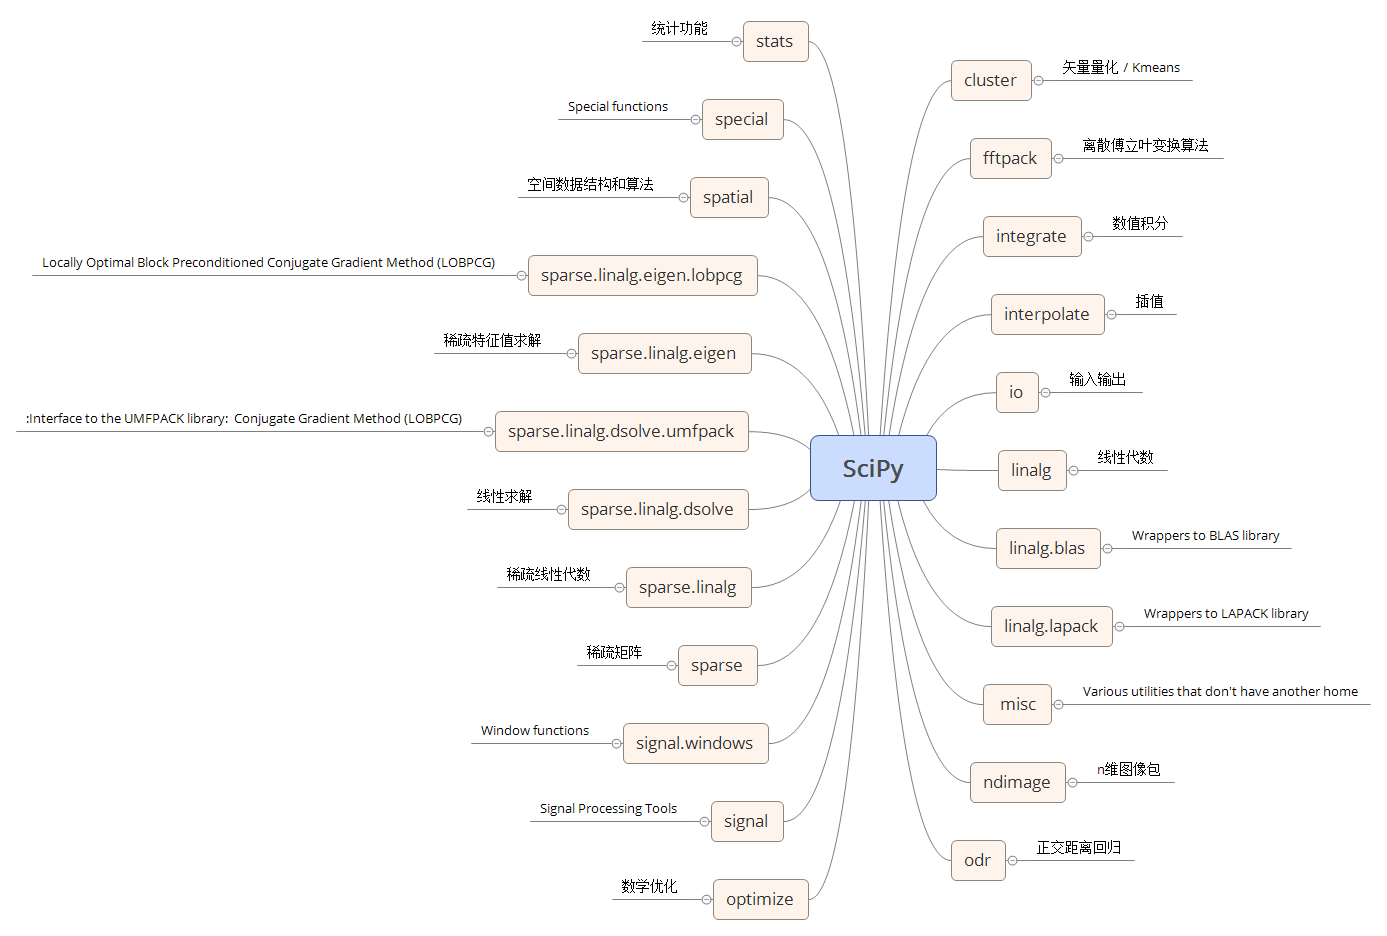 SciPy
cluster
矢量量化 / Kmeans
fftpack
离散傅立叶变换算法
integrate
数值积分
interpolate
插值
io
输入输出
linalg
线性代数
linalg.blas
Wrappers to BLAS library
linalg.lapack
Wrappers to LAPACK library
misc
Various utilities that don't have another home
ndimage
n维图像包
odr
正交距离回归
stats
统计功能
special
Special functions
spatial
空间数据结构和算法
sparse.linalg.eigen.lobpcg
Locally Optimal Block Preconditioned Conjugate Gradient Method (LOBPCG)
sparse.linalg.eigen
稀疏特征值求解
sparse.linalg.dsolve.umfpack
:Interface to the UMFPACK library: Conjugate Gradient Method (LOBPCG)
sparse.linalg.dsolve
线性求解
sparse.linalg
稀疏线性代数
sparse
稀疏矩阵
signal.windows
Window functions
signal
Signal Processing Tools
optimize
数学优化